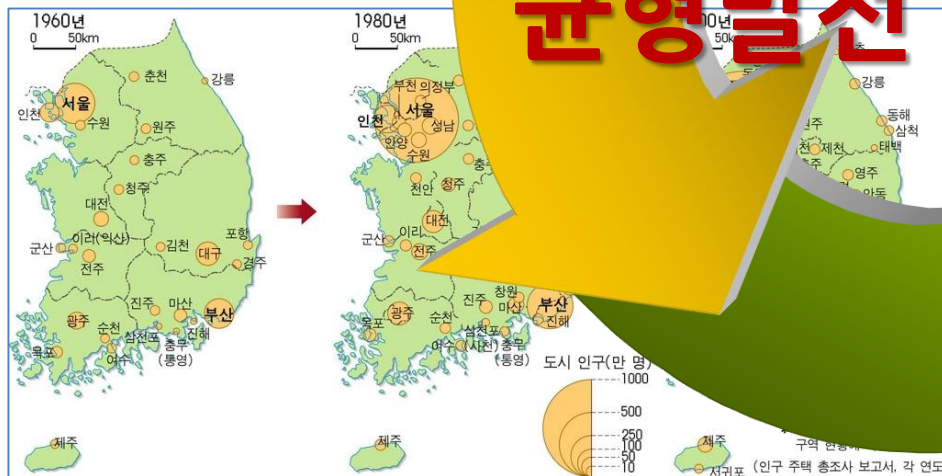 균형발전
1960년
0 50km
춘천
강릉
서울
인천
수원
원주
충주
청주
대전
군산
이리(익산)
전주
김천
대구
포항
경주
광주
순천
진주
마산
부산
목포
여수
삼천포
충무
(통영)
진해
제주
1980년
0 50km
부천 의정부
서울
인천
성남
안양
수원
천안
청주
대전
군산
이리
전주
광주
목포
순천
여수
진주
창원
마산
부산
진해
삼천포
(사천)
충무
(통영)
제주
도시 인구(만 명)
1000
500
250
100
50
10
강릉
동해
삼척
태백
제천
영주
안동
제주
서귀포
(인구 주택 총조사 보고서, 각 연도